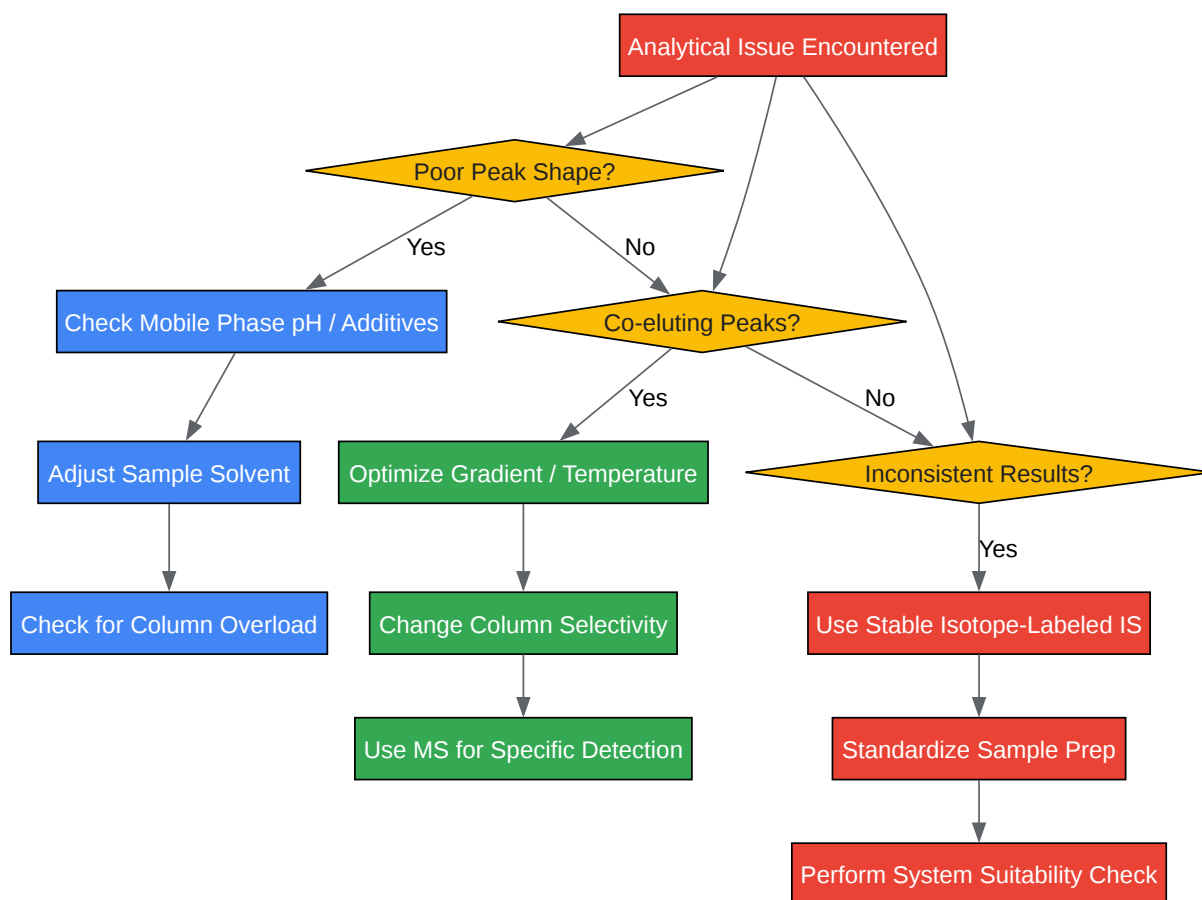 Analytical Issue Encountered
Poor Peak Shape?
Yes
No
Check Mobile Phase pH / Additives
Co-eluting Peaks?
Yes
No
Adjust Sample Solvent
Optimize Gradient / Temperature
Inconsistent Results?
Yes
Check for Column Overload
Change Column Selectivity
Use Stable Isotope-Labeled IS
Use MS for Specific Detection
Standardize Sample Prep
Perform System Suitability Check